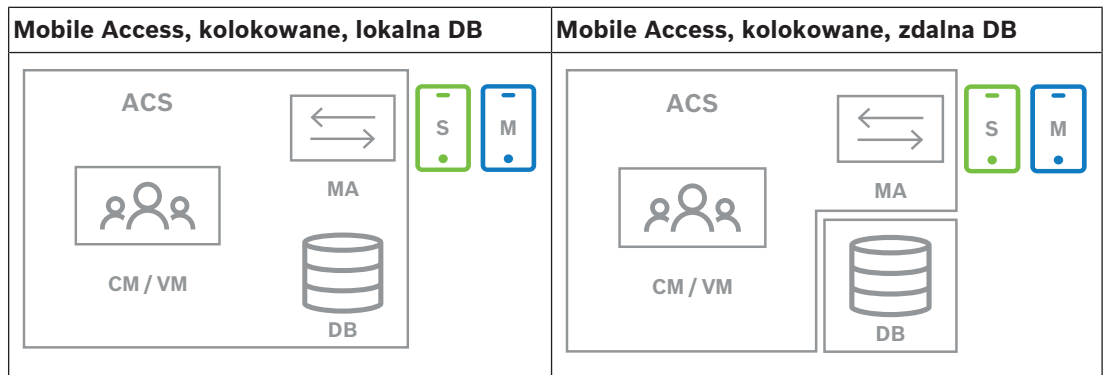 Mobile Access, kolokowane, lokalna DB
Mobile Access, kolokowane, zdalna DB
ACS
S
M
MA
CM / VM
DB
ACS
S
M
MA
CM / VM
DB